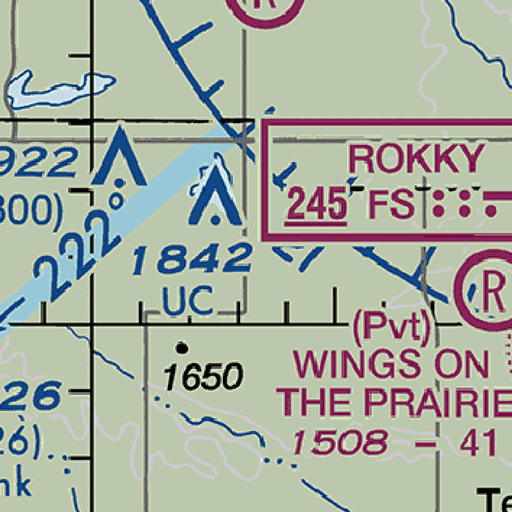 R
ROKKY
922
245 FS
300)
222
1842
UC
R
(Pvt)
1650
WINGS ON
THE PRAIRIE
26
1508 - 41
26)
nk
Te